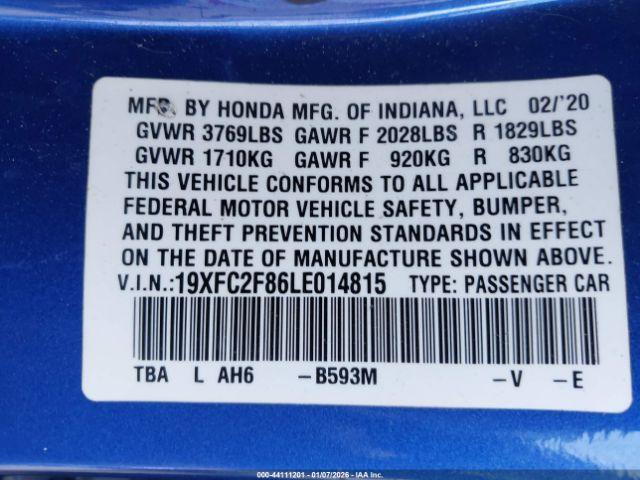 MFD. BY HONDA MFG. OF INDIANA, LLC 02/'20
GVWR 3769LBS GAWR F 2028LBS R 1829LBS
GVWR 1710KG GAWR F 920KG R 830KG
THIS VEHICLE CONFORMS TO ALL APPLICABLE
FEDERAL MOTOR VEHICLE SAFETY, BUMPER,
AND THEFT PREVENTION STANDARDS IN EFFECT
ON THE DATE OF MANUFACTURE SHOWN ABOVE.
V.I.N.:19XFC2F86LE014815 TYPE: PASSENGER CAR
TBA L AH6 -B593M -V -E
000-44111201 - 01/07/2026 - IAA Inc.